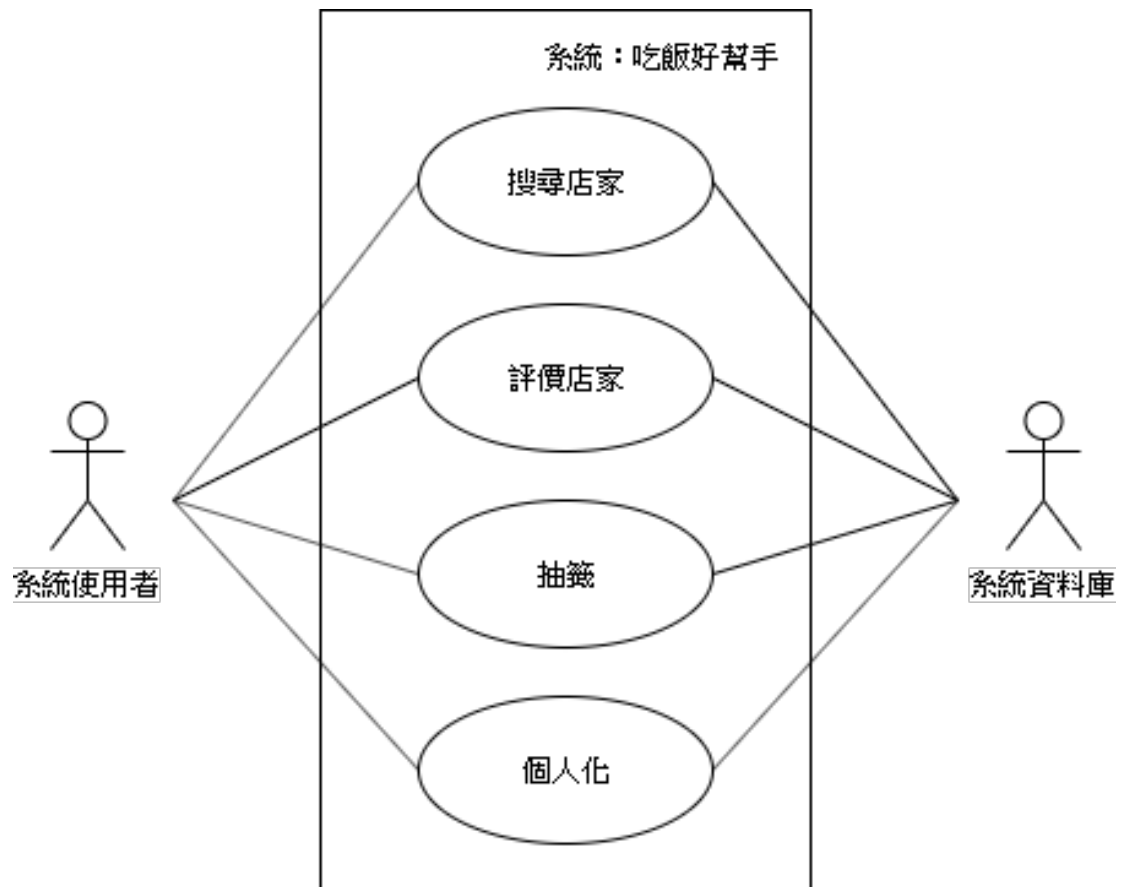 系統：吃飯好幫手
搜尋店家
評價店家
抽籤
個人化
系統使用者
系統資料庫